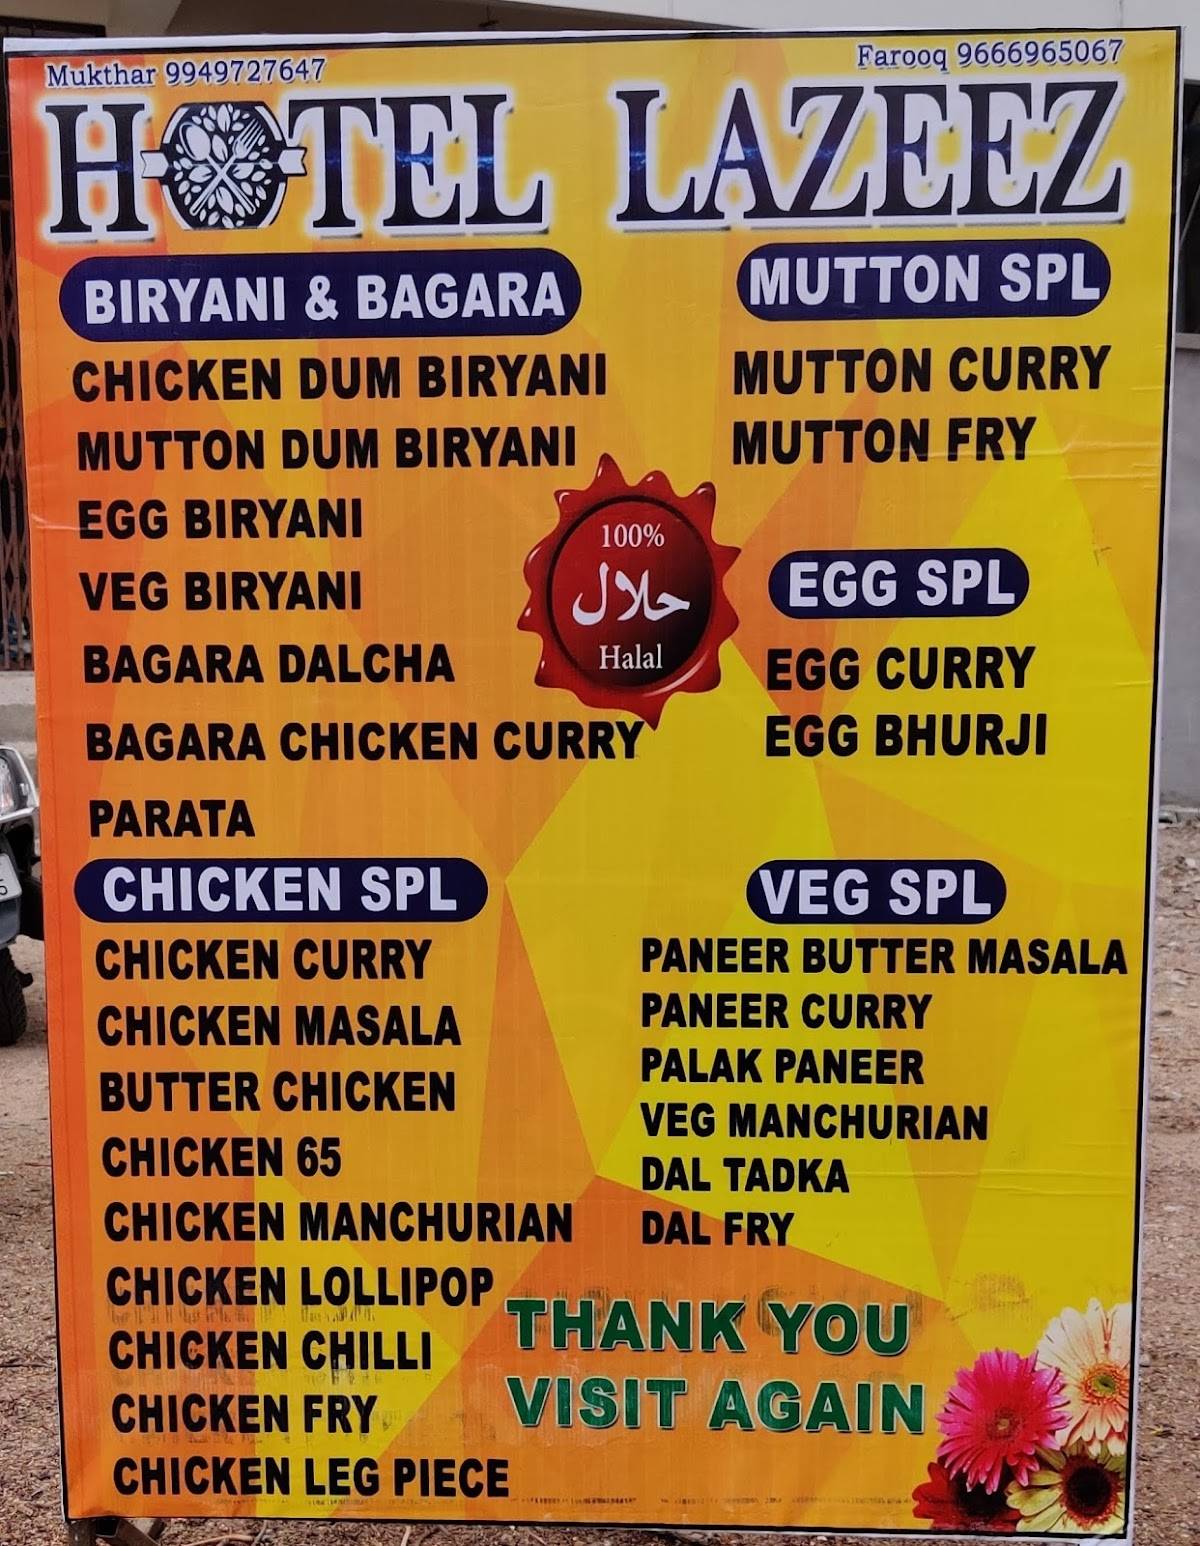 Mukthar 9949727647
Farooq 9666965067
HOTEL LAZEEZ
BIRYANI & BAGARA
CHICKEN DUM BIRYANI
MUTTON DUM BIRYANI
EGG BIRYANI
VEG BIRYANI
BAGARA DALCHA
BAGARA CHICKEN CURRY
PARATA
MUTTON SPL
MUTTON CURRY
MUTTON FRY
100%
حلال
Halal
EGG SPL
EGG CURRY
EGG BHURJI
CHICKEN SPL
CHICKEN CURRY
CHICKEN MASALA
BUTTER CHICKEN
CHICKEN 65
CHICKEN MANCHURIAN
CHICKEN LOLLIPOP
CHICKEN CHILLI
CHICKEN FRY
CHICKEN LEG PIECE
VEG SPL
PANEER BUTTER MASALA
PANEER CURRY
PALAK PANEER
VEG MANCHURIAN
DAL TADKA
DAL FRY
THANK YOU
VISIT AGAIN